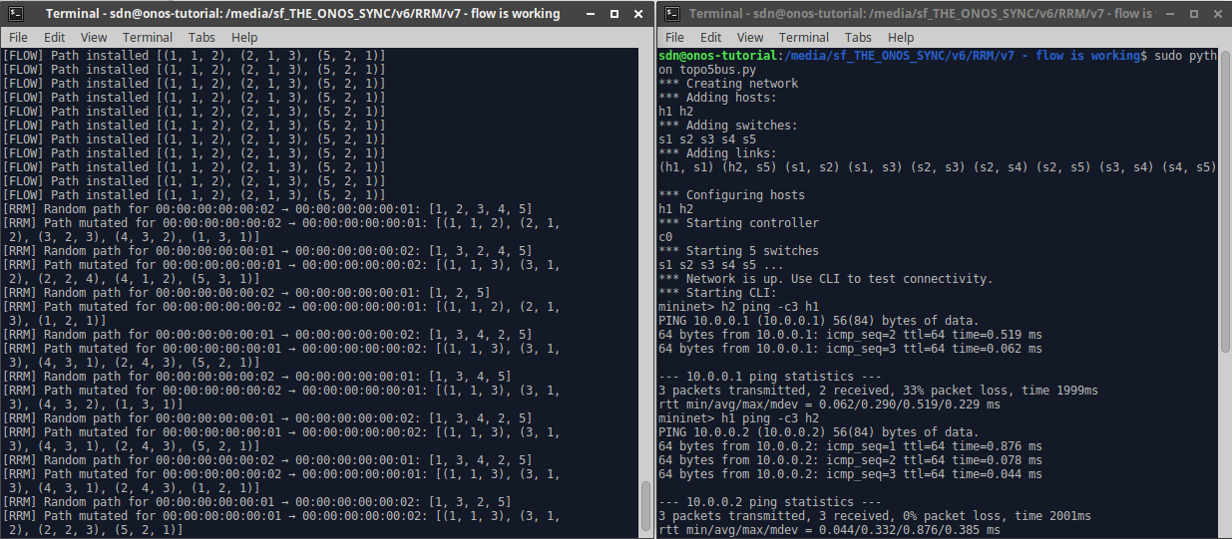 Terminal - sdn@onos-tutorial: /media/sf_THE_ONOS_SYNC/v6/RRM/v7 - flow is working
File Edit View Terminal Tabs Help
[FLOW] Path installed [(1, 1, 2), (2, 1, 3), (5, 2, 1)]
[FLOW] Path installed [(1, 1, 2), (2, 1, 3), (5, 2, 1)]
[FLOW] Path installed [(1, 1, 2), (2, 1, 3), (5, 2, 1)]
[FLOW] Path installed [(1, 1, 2), (2, 1, 3), (5, 2, 1)]
[FLOW] Path installed [(1, 1, 2), (2, 1, 3), (5, 2, 1)]
[FLOW] Path installed [(1, 1, 2), (2, 1, 3), (5, 2, 1)]
[FLOW] Path installed [(1, 1, 2), (2, 1, 3), (5, 2, 1)]
[FLOW] Path installed [(1, 1, 2), (2, 1, 3), (5, 2, 1)]
[FLOW] Path installed [(1, 1, 2), (2, 1, 3), (5, 2, 1)]
[FLOW] Path installed [(1, 1, 2), (2, 1, 3), (5, 2, 1)]
[FLOW] Path installed [(1, 1, 2), (2, 1, 3), (5, 2, 1)]
[RRM] Random path for 00:00:00:00:00:02 → 00:00:00:00:00:01: [1, 2, 3, 4, 5]
[RRM] Path mutated for 00:00:00:00:00:02 → 00:00:00:00:00:01: [(1, 1, 2), (2, 1,
2), (3, 2, 3), (4, 3, 2), (1, 3, 1)]
[RRM] Random path for 00:00:00:00:00:01 → 00:00:00:00:00:02: [1, 3, 2, 4, 5]
[RRM] Path mutated for 00:00:00:00:00:01 → 00:00:00:00:00:02: [(1, 1, 3), (3, 1,
2), (2, 2, 4), (4, 1, 2), (5, 3, 1)]
[RRM] Random path for 00:00:00:00:00:02 → 00:00:00:00:00:01: [1, 2, 5]
[RRM] Path mutated for 00:00:00:00:00:02 → 00:00:00:00:00:01: [(1, 1, 2), (2, 1,
3), (1, 2, 1)]
[RRM] Random path for 00:00:00:00:00:01 → 00:00:00:00:00:02: [1, 3, 4, 2, 5]
[RRM] Path mutated for 00:00:00:00:00:01 → 00:00:00:00:00:02: [(1, 1, 3), (3, 1,
3), (4, 3, 1), (2, 4, 3), (5, 2, 1)]
[RRM] Random path for 00:00:00:00:00:02 → 00:00:00:00:00:01: [1, 3, 4, 5]
[RRM] Path mutated for 00:00:00:00:00:02 → 00:00:00:00:00:01: [(1, 1, 3), (3, 1,
3), (4, 3, 2), (1, 3, 1)]
[RRM] Random path for 00:00:00:00:00:01 → 00:00:00:00:00:02: [1, 3, 4, 2, 5]
[RRM] Path mutated for 00:00:00:00:00:01 → 00:00:00:00:00:02: [(1, 1, 3), (3, 1,
3), (4, 3, 1), (2, 4, 3), (5, 2, 1)]
[RRM] Random path for 00:00:00:00:00:02 → 00:00:00:00:00:01: [1, 3, 4, 2, 5]
[RRM] Path mutated for 00:00:00:00:00:02 → 00:00:00:00:00:01: [(1, 1, 3), (3, 1,
3), (4, 3, 1), (2, 4, 3), (1, 2, 1)]
[RRM] Random path for 00:00:00:00:00:01 → 00:00:00:00:00:02: [1, 3, 2, 5]
[RRM] Path mutated for 00:00:00:00:00:01 → 00:00:00:00:00:02: [(1, 1, 3), (3, 1,
2), (2, 2, 3), (5, 2, 1)]
Terminal - sdn@onos-tutorial: /media/sf_THE_ONOS_SYNC/v6/RRM/v7 - flow is
File Edit View Terminal Tabs Help
sdn@onos-tutorial:/media/sf_THE_ONOS_SYNC/v6/RRM/v7 - flow is working$ sudo pyth
on topo5bus.py
*** Creating network
*** Adding hosts:
h1 h2
*** Adding switches:
s1 s2 s3 s4 s5
*** Adding links:
(h1, s1) (h2, s5) (s1, s2) (s1, s3) (s2, s3) (s2, s4) (s2, s5) (s3, s4) (s4, s5)
*** Configuring hosts
h1 h2
*** Starting controller
c0
*** Starting 5 switches
s1 s2 s3 s4 s5 ...
*** Network is up. Use CLI to test connectivity.
*** Starting CLI:
mininet> h2 ping -c3 h1
PING 10.0.0.1 (10.0.0.1) 56(84) bytes of data.
64 bytes from 10.0.0.1: icmp_seq=2 ttl=64 time=0.519 ms
64 bytes from 10.0.0.1: icmp_seq=3 ttl=64 time=0.062 ms
--- 10.0.0.1 ping statistics ---
3 packets transmitted, 2 received, 33% packet loss, time 1999ms
rtt min/avg/max/mdev = 0.062/0.290/0.519/0.229 ms
mininet> h1 ping -c3 h2
PING 10.0.0.2 (10.0.0.2) 56(84) bytes of data.
64 bytes from 10.0.0.2: icmp_seq=1 ttl=64 time=0.876 ms
64 bytes from 10.0.0.2: icmp_seq=2 ttl=64 time=0.078 ms
64 bytes from 10.0.0.2: icmp_seq=3 ttl=64 time=0.044 ms
--- 10.0.0.2 ping statistics ---
3 packets transmitted, 3 received, 0% packet loss, time 2001ms
rtt min/avg/max/mdev = 0.044/0.332/0.876/0.385 ms